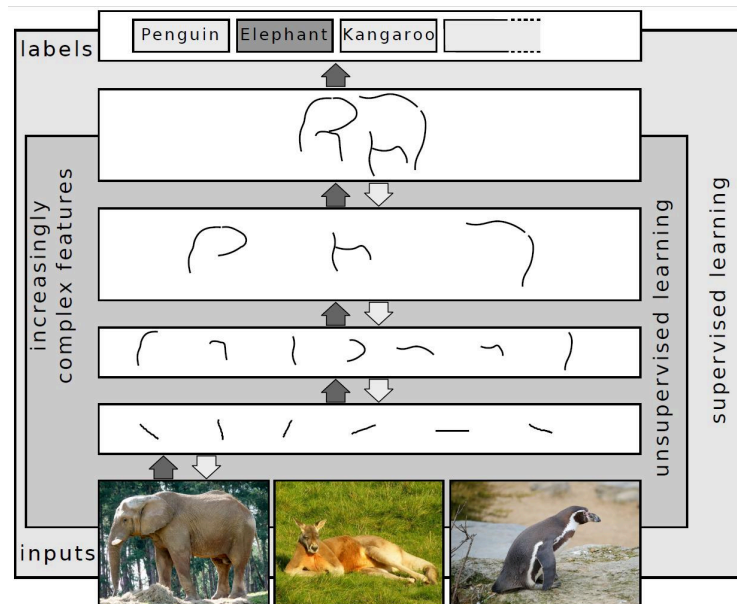 labels
Penguin
Elephant
Kangaroo
increasingly
complex features
unsupervised learning
supervised learning
inputs